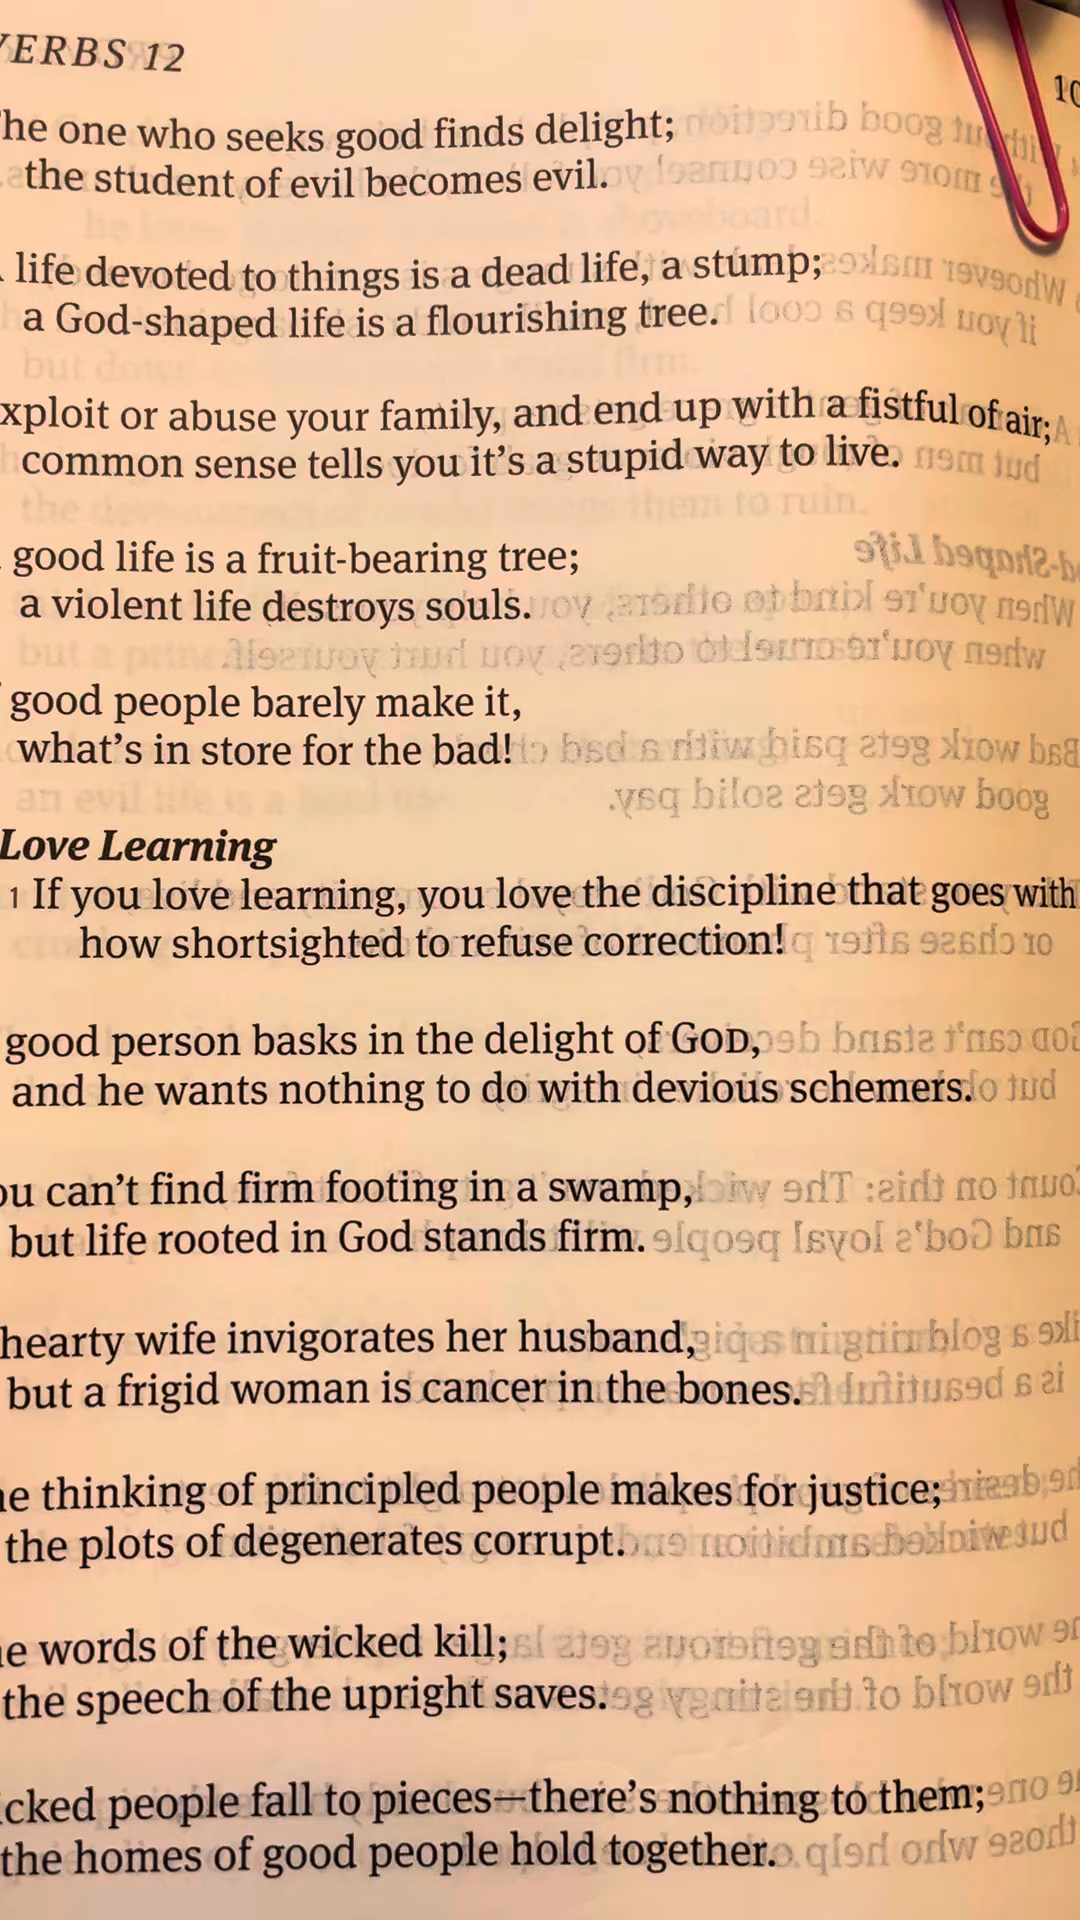 VERBS 12
10
The one who seeks good finds delight;
the student of evil becomes evil.
life devoted to things is a dead life, a stump;
a God-shaped life is a flourishing tree.
xploit or abuse your family, and end up with a fistful of air;
common sense tells you it's a stupid way to live.
good life is a fruit-bearing tree;
a violent life destroys souls.
good people barely make it,
what's in store for the bad!
Love Learning
1 If you love learning, you love the discipline that goes with
how shortsighted to refuse correction!
good person basks in the delight of GOD,
and he wants nothing to do with devious schemers.
ou can't find firm footing in a swamp,
but life rooted in God stands firm.
hearty wife invigorates her husband,
but a frigid woman is cancer in the bones.
he thinking of principled people makes for justice;
the plots of degenerates corrupt.
he words of the wicked kill;
the speech of the upright saves.
icked people fall to pieces—there's nothing to them;
the homes of good people hold together.